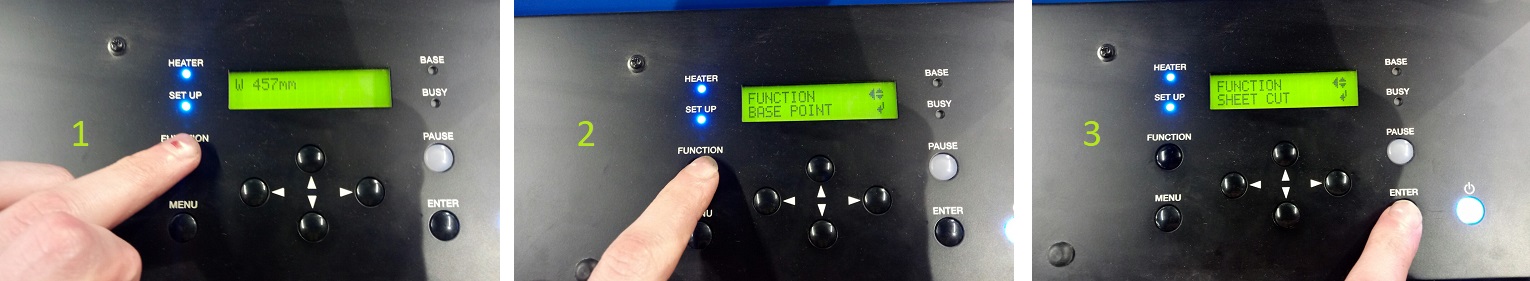 HEATER
SET UP
W 457mm
BASE
BUSY
1
FUNCTION
PAUSE
MENU
ENTER
HEATER
SET UP
FUNCTION
BASE POINT
BASE
BUSY
2
FUNCTION
PAUSE
ENTER
HEATER
SET UP
FUNCTION
SHEET CUT
BASE
BUSY
3
FUNCTION
PAUSE
MENU
ENTER